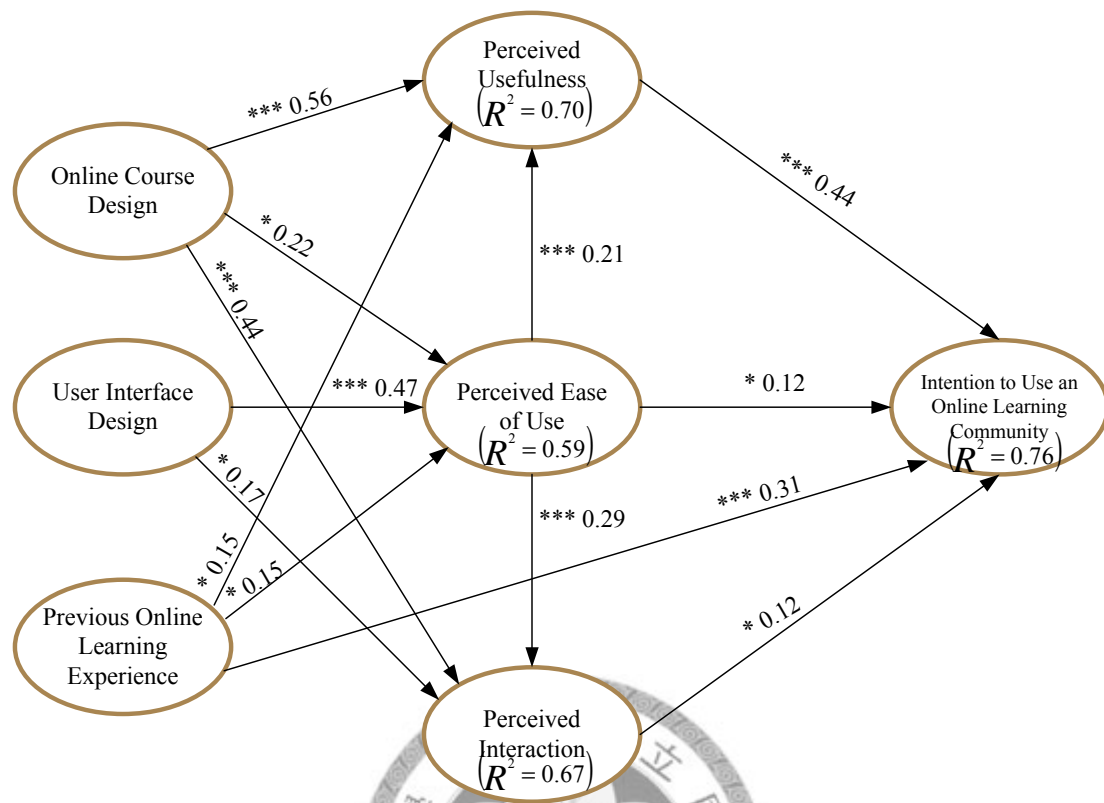 Perceived
Usefulness
(R² = 0.70)
*** 0.56
Online Course
Design
*** 0.44
* 0.22
*** 0.44
*** 0.21
User Interface
Design
*** 0.47
Perceived Ease
of Use
(R² = 0.59)
* 0.12
Intention to Use an
Online Learning
Community
(R² = 0.76)
* 0.17
*** 0.31
*** 0.29
* 0.15
* 0.15
Previous Online
Learning
Experience
* 0.12
Perceived
Interaction
(R² = 0.67)
立